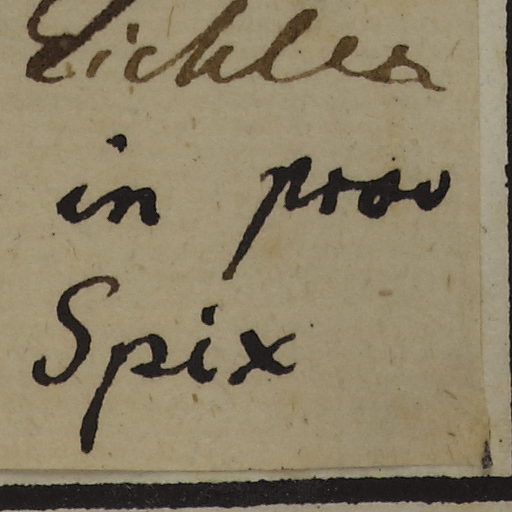 Eichler
in prov
Spix